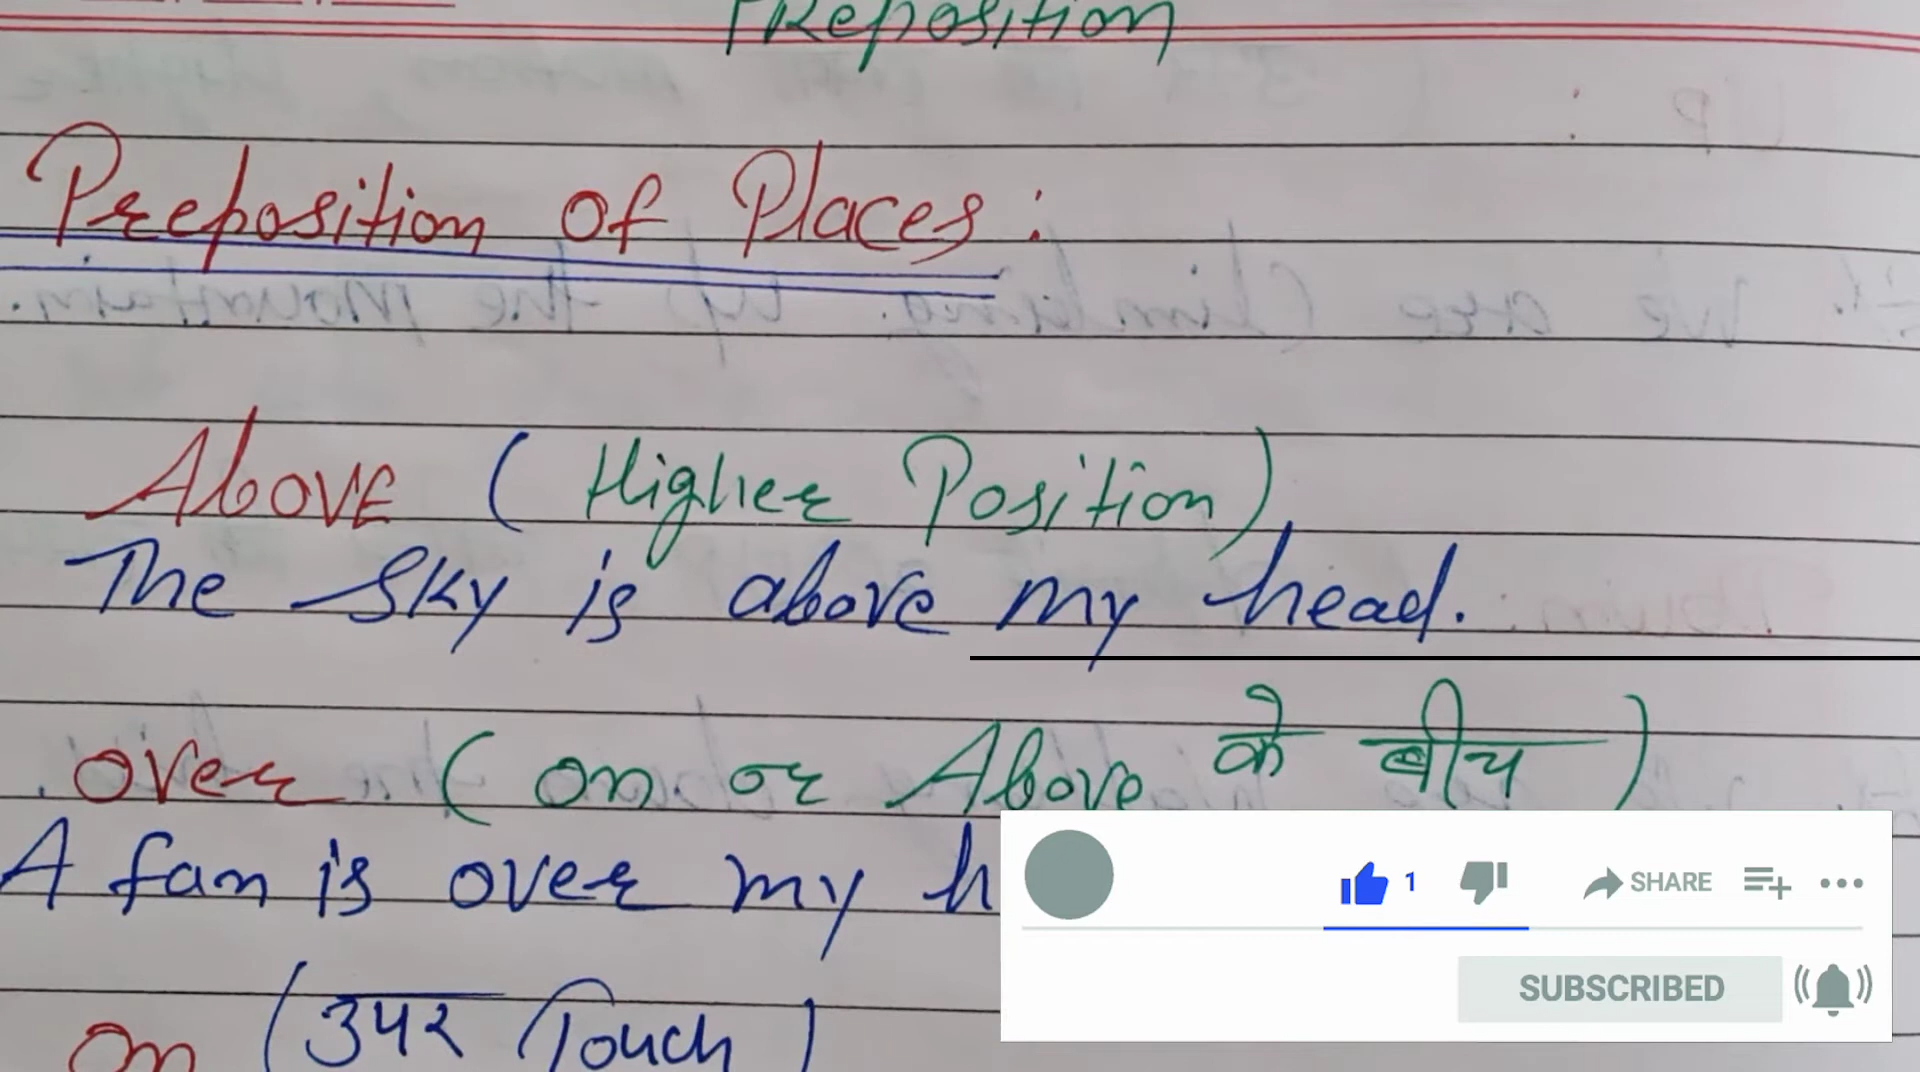 Preposition
Preposition of Places :
Above ( Higher Position )
The sky is above my head.
over ( on or Above के बीच )
A fan is over my h
1 SHARE
SUBSCRIBED
on ( उपर Touch )